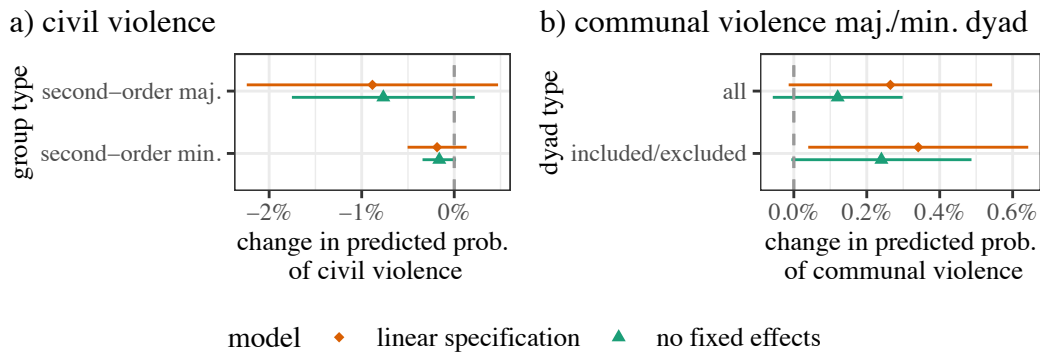 a) civil violence
group type
second−order maj.
second−order min.
−2% −1% 0%
change in predicted prob.
of civil violence
b) communal violence maj./min. dyad
dyad type
all
included/excluded
0.0% 0.2% 0.4% 0.6%
change in predicted prob.
of communal violence
model linear specification no fixed effects